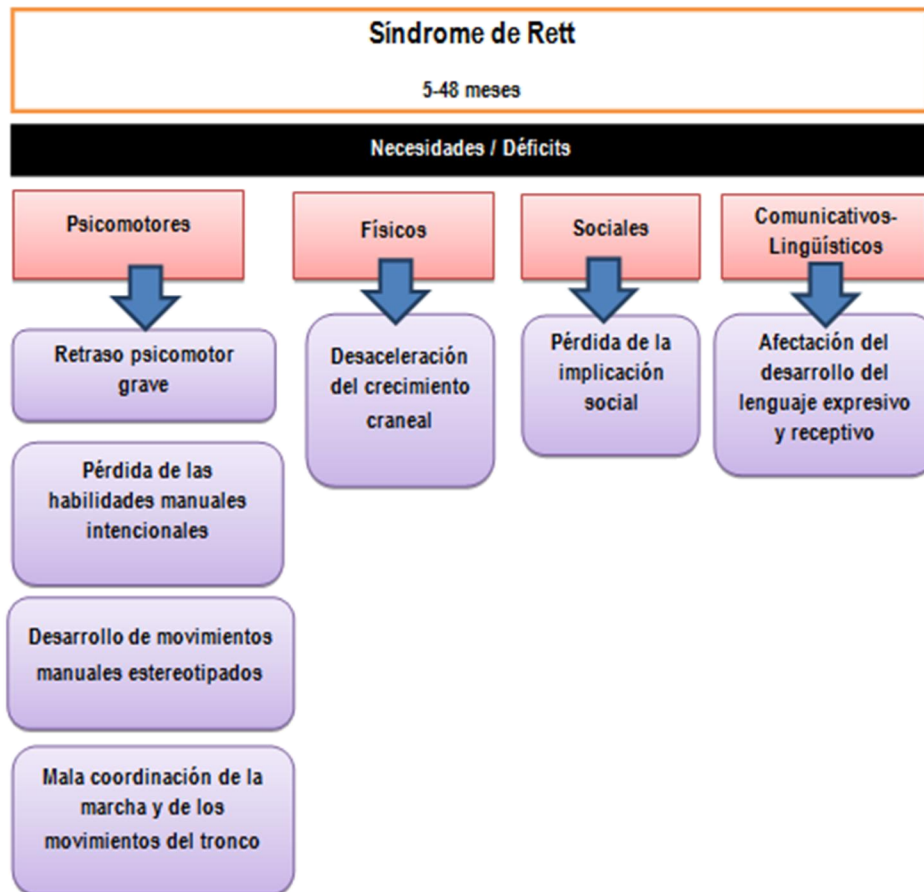 Síndrome de Rett
5-48 meses
Necesidades / Déficits
Psicomotores
Físicos
Sociales
Comunicativos-
Lingüísticos
Retraso psicomotor
grave
Pérdida de las
habilidades manuales
intencionales
Desarrollo de movimientos
manuales estereotipados
Mala coordinación de la
marcha y de los
movimientos del tronco
Desaceleración
del crecimiento
craneal
Pérdida de la
implicación
social
Afectación del
desarrollo del
lenguaje expresivo
y receptivo